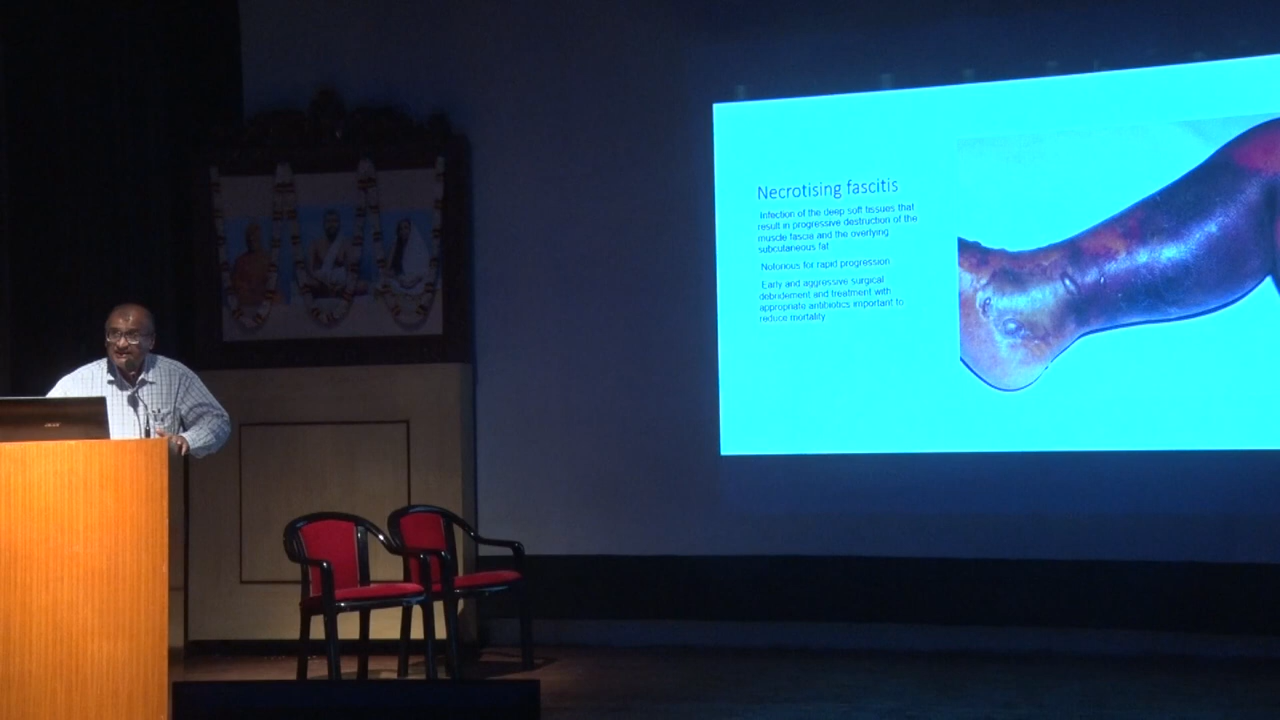 Necrotising fascitis
Infection of the deep soft tissues that
result in progressive destruction of the
muscle fascia and the overlying
subcutaneous fat
Notorious for rapid progression
Early and aggressive surgical
debridement and treatment with
appropriate antibiotics important to
reduce mortality
acer